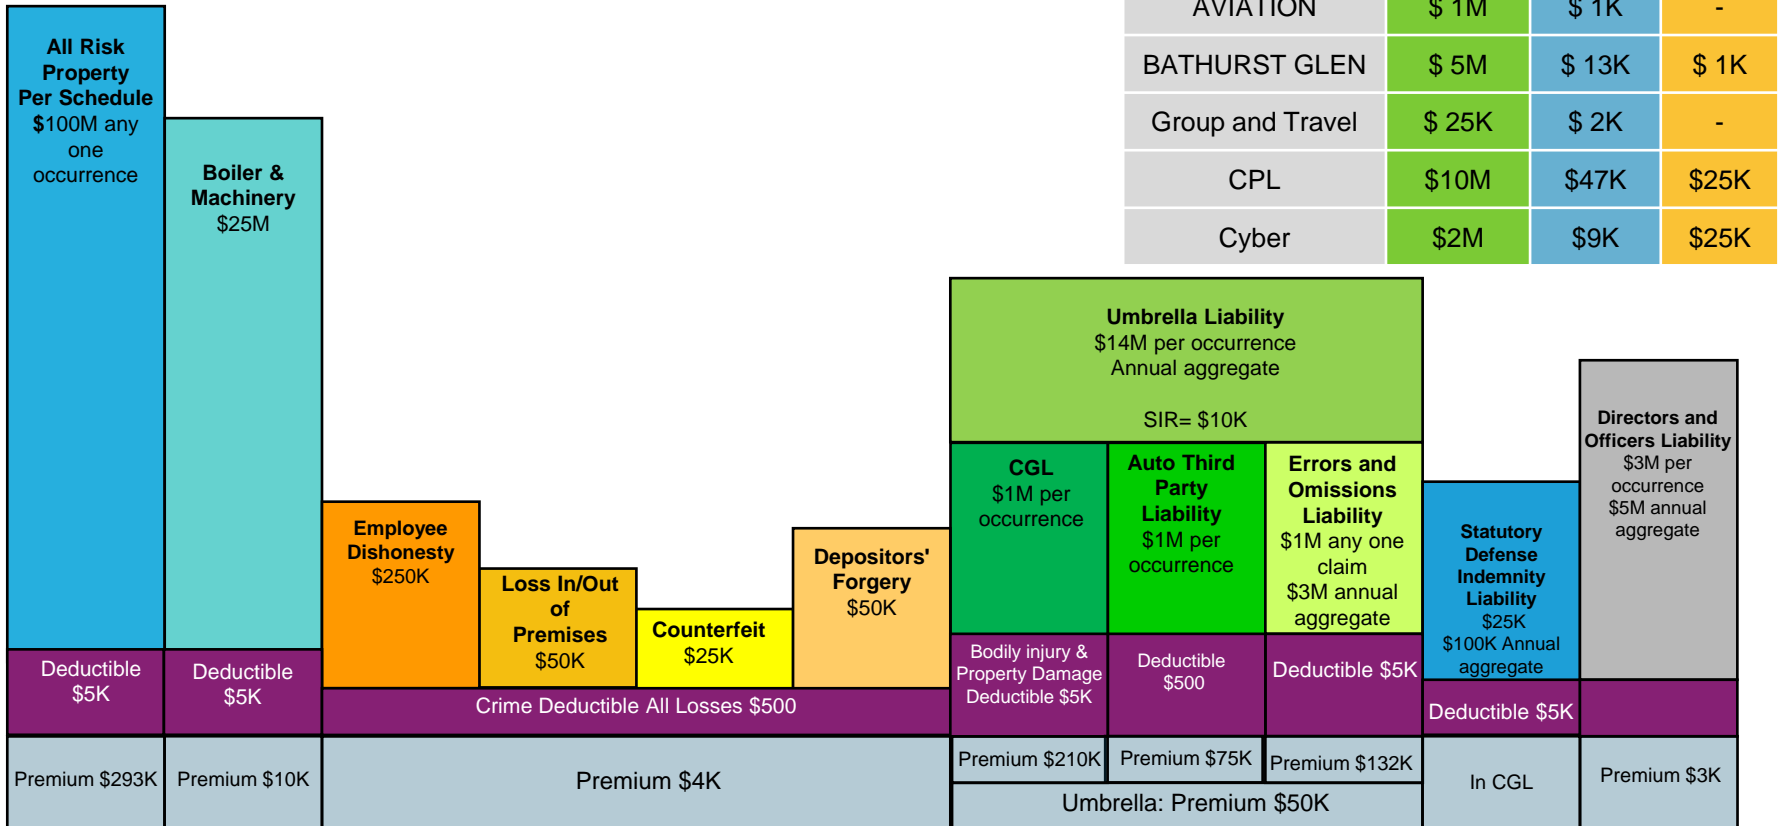 AVIATION $ 1M $ 1K -
BATHURST GLEN $ 5M $ 13K $ 1K
Group and Travel $ 25K $ 2K -
CPL $10M $47K $25K
Cyber $2M $9K $25K
All Risk
Property
Per Schedule
$100M any
one
occurrence
Boiler &
Machinery
$25M
Employee
Dishonesty
$250K
Loss In/Out
of
Premises
$50K
Counterfeit
$25K
Depositors'
Forgery
$50K
Umbrella Liability
$14M per occurrence
Annual aggregate
SIR= $10K
CGL
$1M per
occurrence
Auto Third
Party
Liability
$1M per
occurrence
Errors and
Omissions
Liability
$1M any one
claim
$3M annual
aggregate
Statutory
Defense
Indemnity
Liability
$25K
$100K Annual
aggregate
Directors and
Officers Liability
$3M per
occurrence
$5M annual
aggregate
Deductible
$5K
Deductible
$5K
Crime Deductible All Losses $500
Bodily injury &
Property Damage
Deductible $5K
Deductible
$500
Deductible $5K
Deductible $5K
Premium $293K
Premium $10K
Premium $4K
Premium $210K
Premium $75K
Premium $132K
Umbrella: Premium $50K
In CGL
Premium $3K